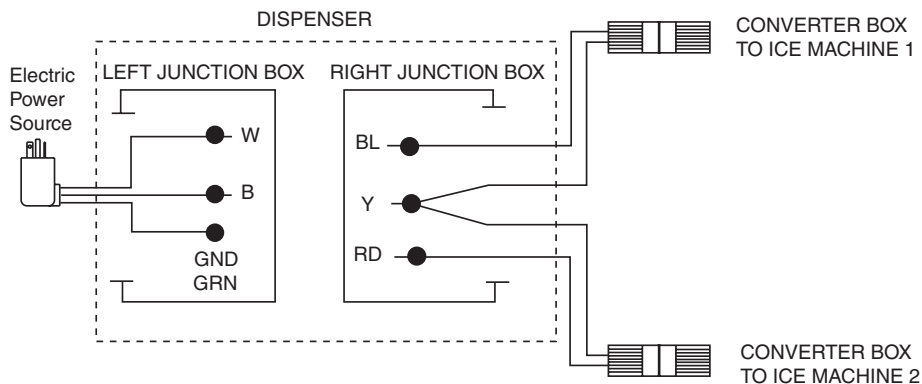 DISPENSER
CONVERTER BOX
TO ICE MACHINE 1
Electric
Power
Source
LEFT JUNCTION BOX
RIGHT JUNCTION BOX
W
B
GND
GRN
BL
Y
RD
CONVERTER BOX
TO ICE MACHINE 2